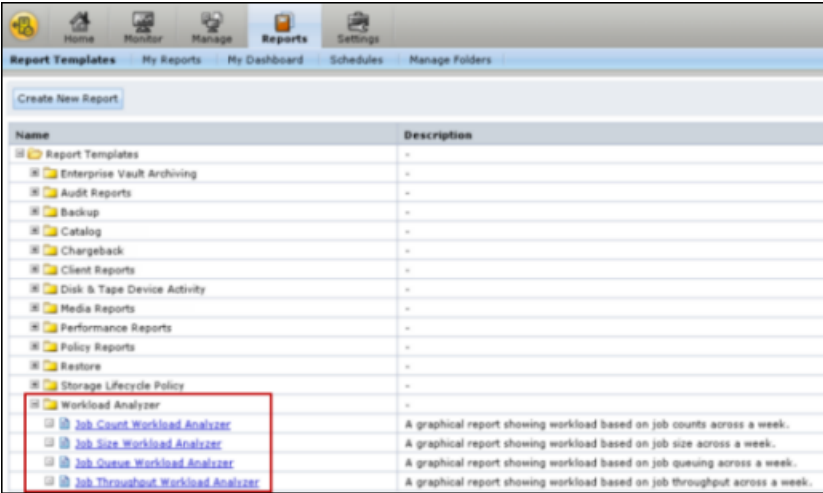 Home Monitor Manage Reports Settings
Report Templates My Reports My Dashboard Schedules Manage Folders
Create New Report
Name Description
Report Templates -
Enterprise Vault Archiving -
Audit Reports -
Backup -
Catalog -
Chargeback -
Client Reports -
Disk & Tape Device Activity -
Media Reports -
Performance Reports -
Policy Reports -
Restore -
Storage Lifecycle Policy -
Workload Analyzer -
Job Count Workload Analyzer A graphical report showing workload based on job counts across a week.
Job Size Workload Analyzer A graphical report showing workload based on job size across a week.
Job Queue Workload Analyzer A graphical report showing workload based on job queuing across a week.
Job Throughput Workload Analyzer A graphical report showing workload based on job throughput across a week.